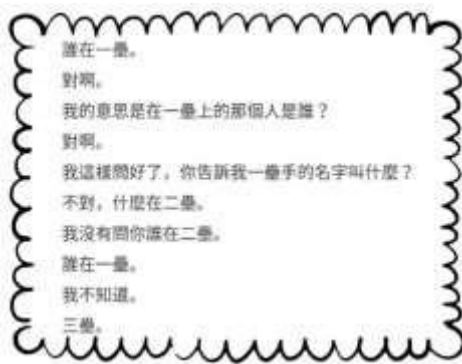 誰在一壘。
對啊。
我的意思是在一壘上的那個人是誰？
對啊。
我這樣問好了，你告訴我一壘手的名字叫什麼？
不對，什麼在二壘。
我沒有問你誰在二壘。
誰在一壘。
我不知道。
三壘。